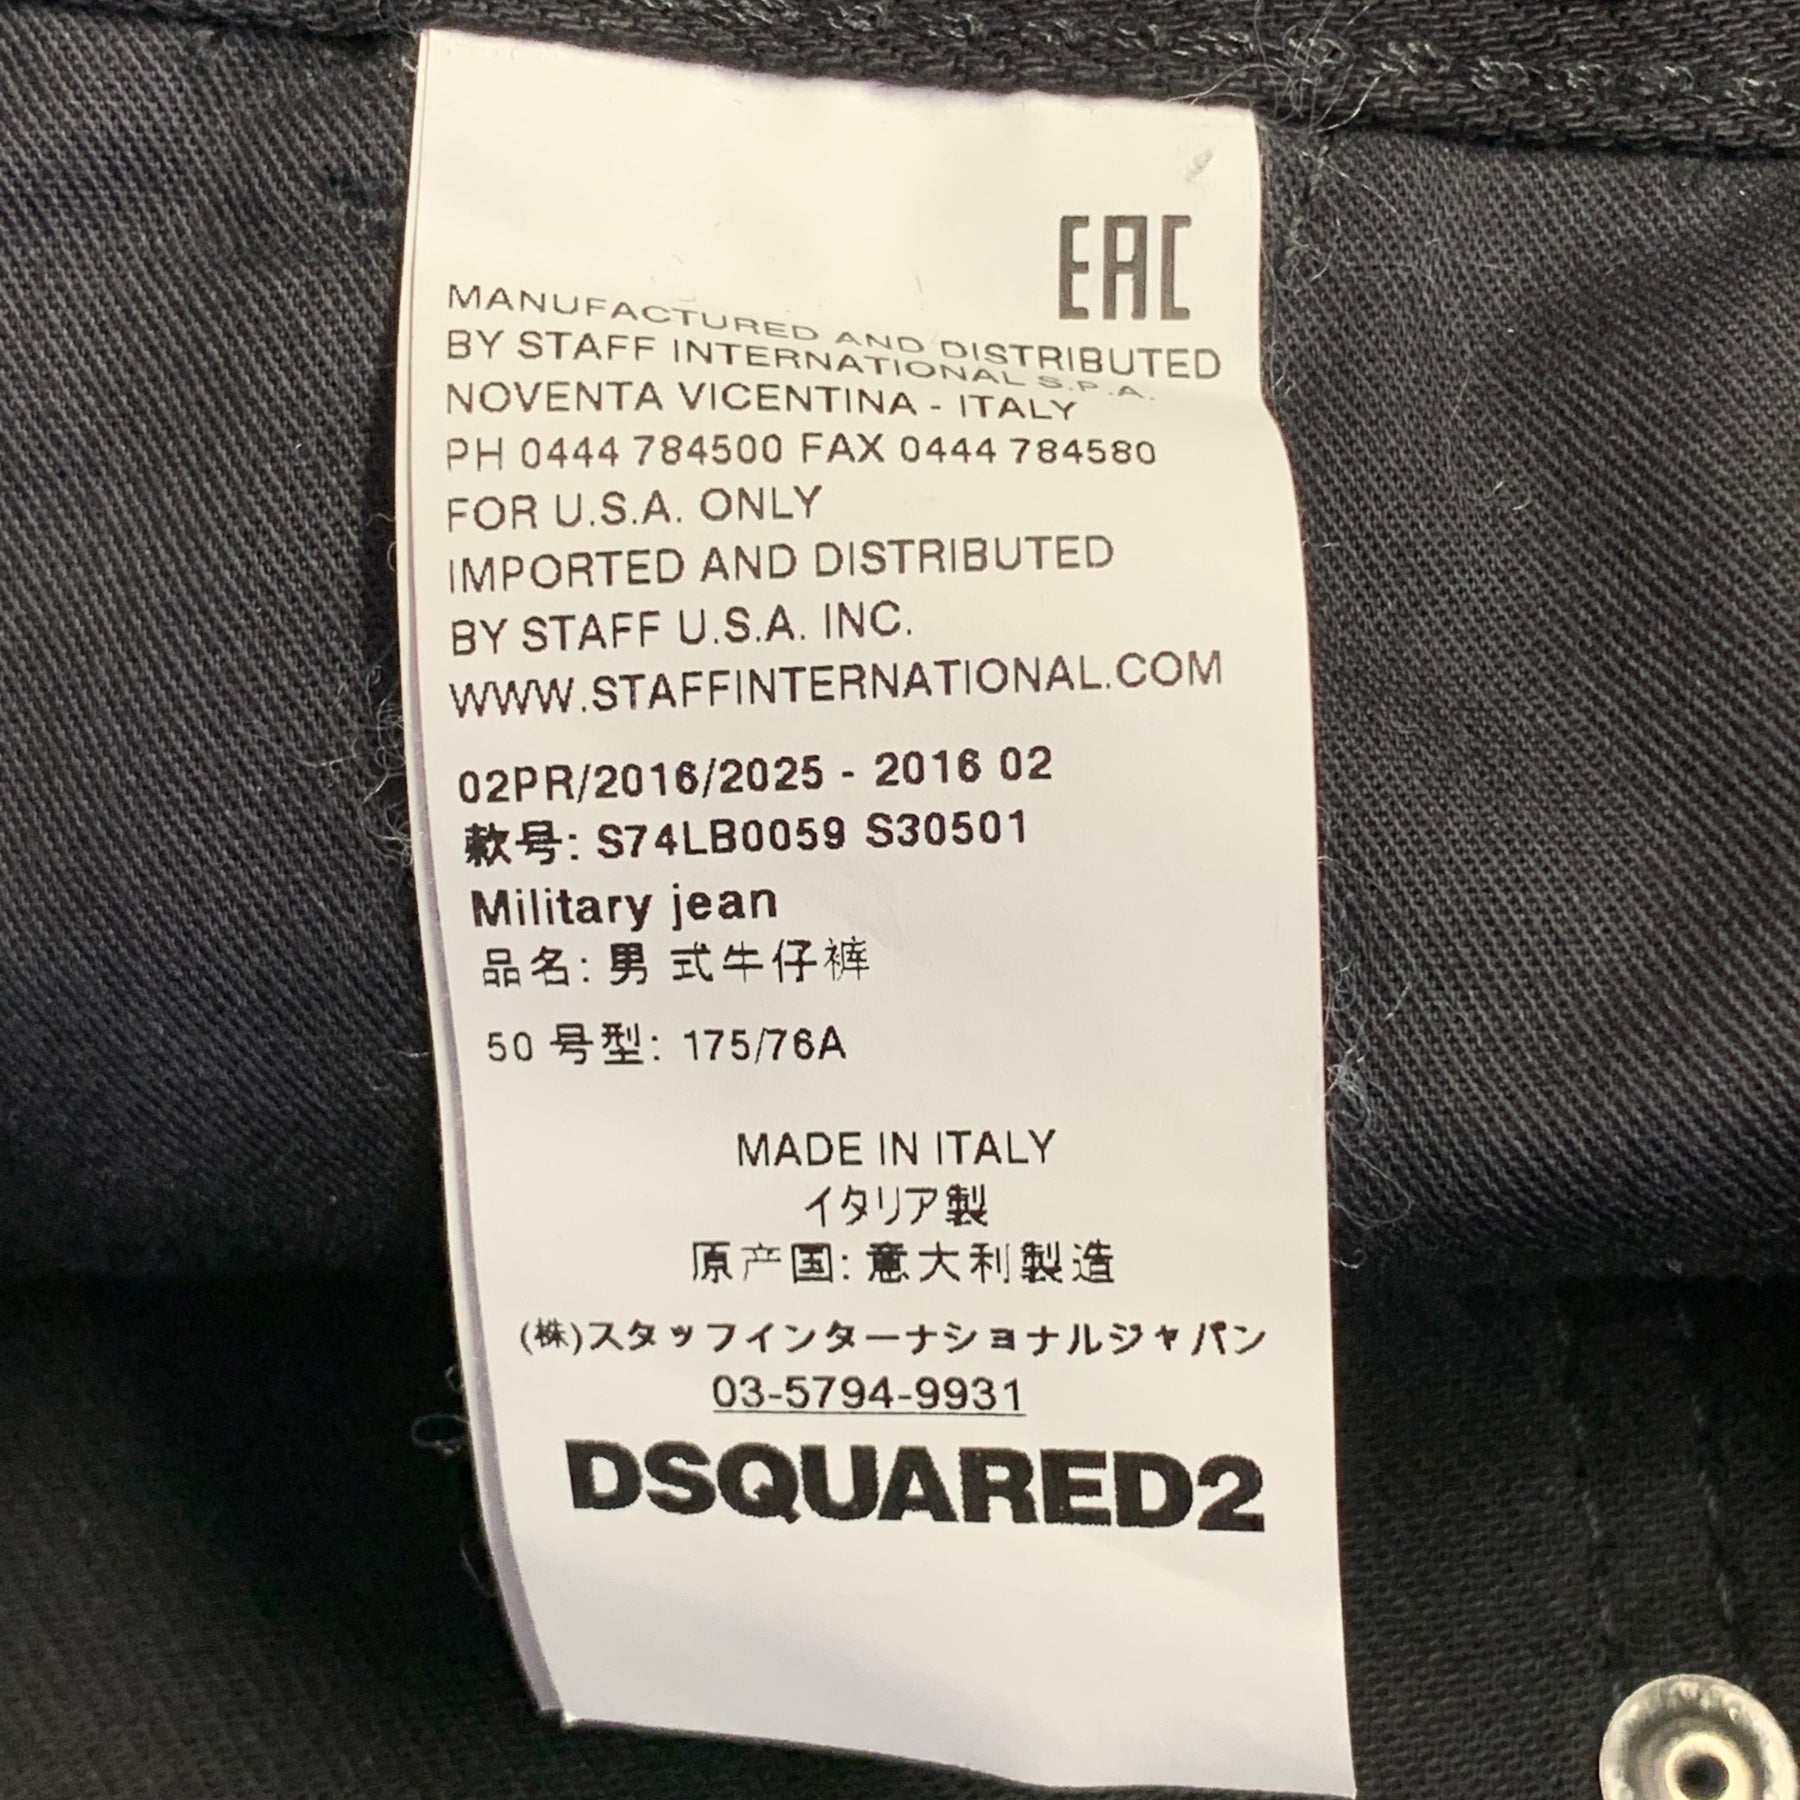 EAC
MANUFACTURED AND DISTRIBUTED
BY STAFF INTERNATIONAL S.P.A.
NOVENTA VICENTINA - ITALY
PH 0444 784500 FAX 0444 784580
FOR U.S.A. ONLY
IMPORTED AND DISTRIBUTED
BY STAFF U.S.A. INC.
WWW.STAFFINTERNATIONAL.COM
02PR/2016/2025 - 2016 02
款号: S74LB0059 S30501
Military jean
品名: 男 式牛仔裤
50 号型: 175/76A
MADE IN ITALY
イタリア製
原产国: 意大利製造
(株)スタッフインターナショナルジャパン
03-5794-9931
DSQUARED2